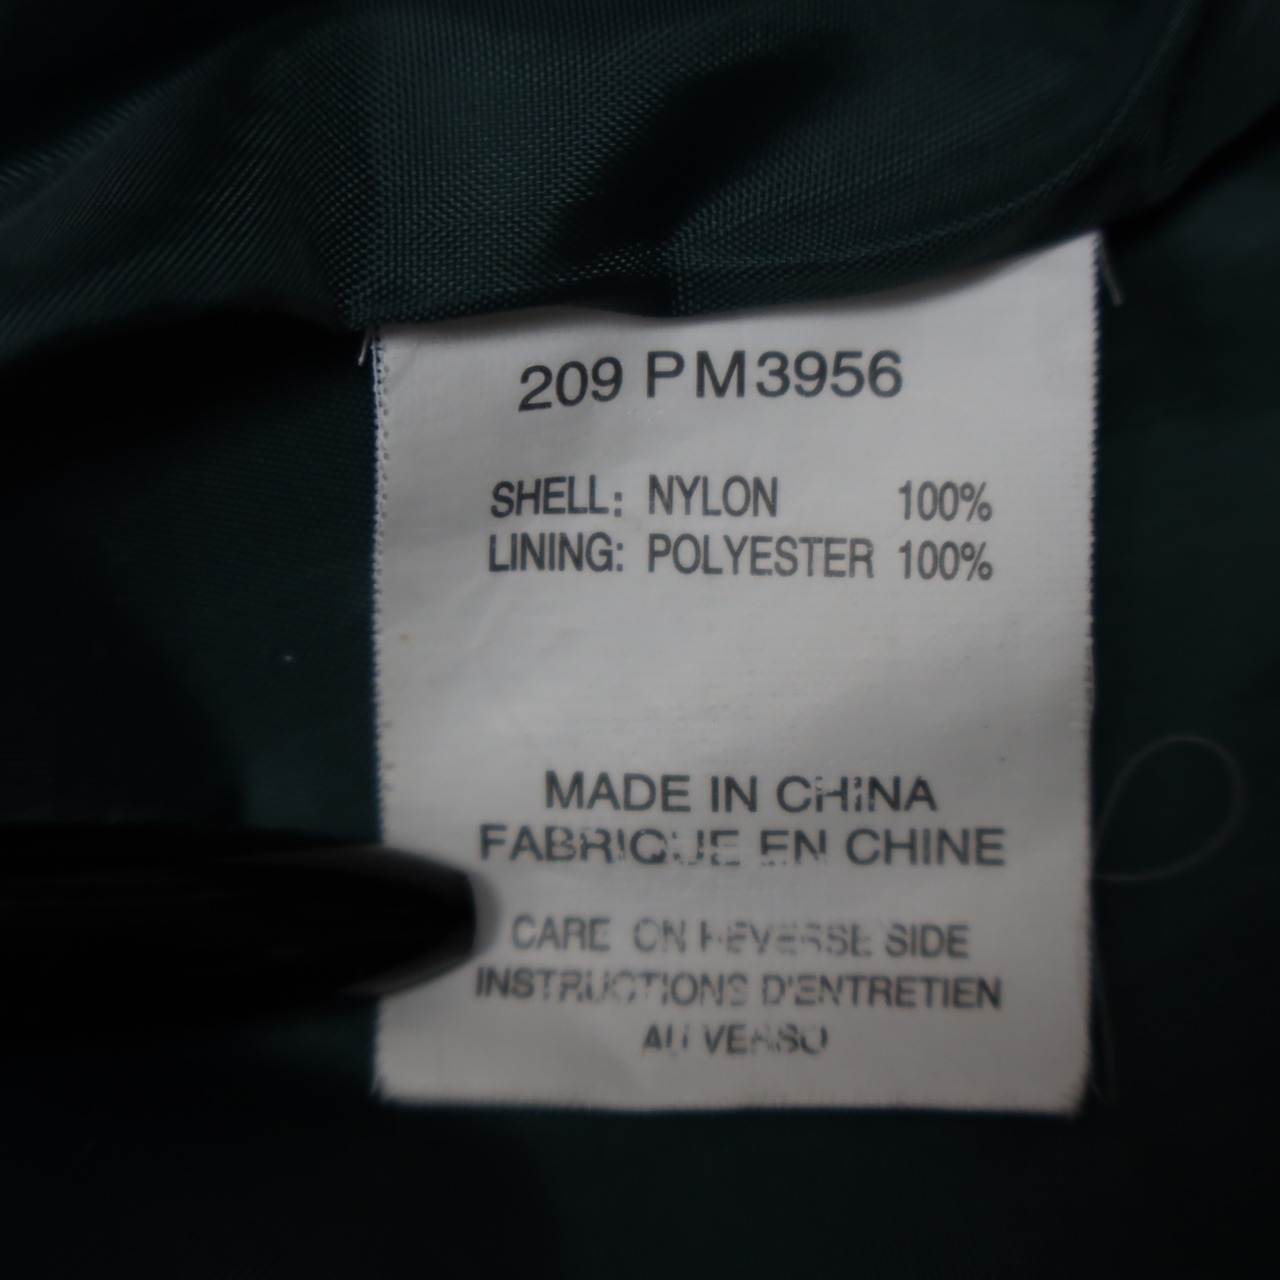 209 PM3956
SHELL: NYLON 100%
LINING: POLYESTER 100%
MADE IN CHINA
FABRIQUE EN CHINE
CARE ON REVERSE SIDE
INSTRUCTIONS D'ENTRETIEN
AU VERSO